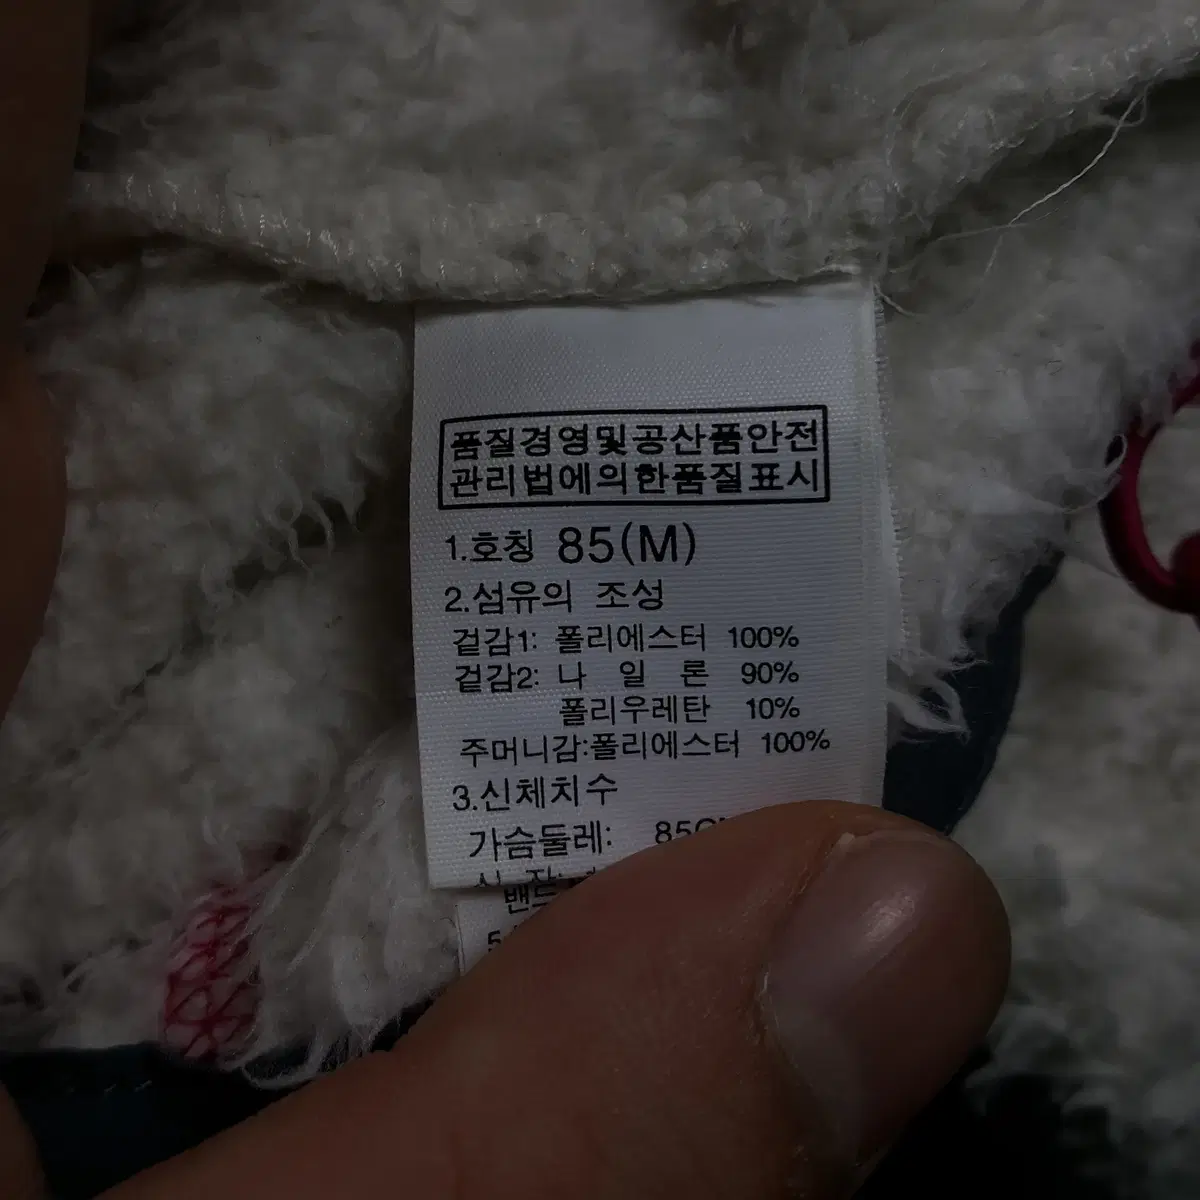 품질경영및공산품안전
관리법에의한품질표시
1.호칭 85(M)
2.섬유의 조성
겉감1: 폴리에스터 100%
겉감2: 나 일 론 90%
폴리우레탄 10%
주머니감:폴리에스터 100%
3.신체치수
가슴둘레: